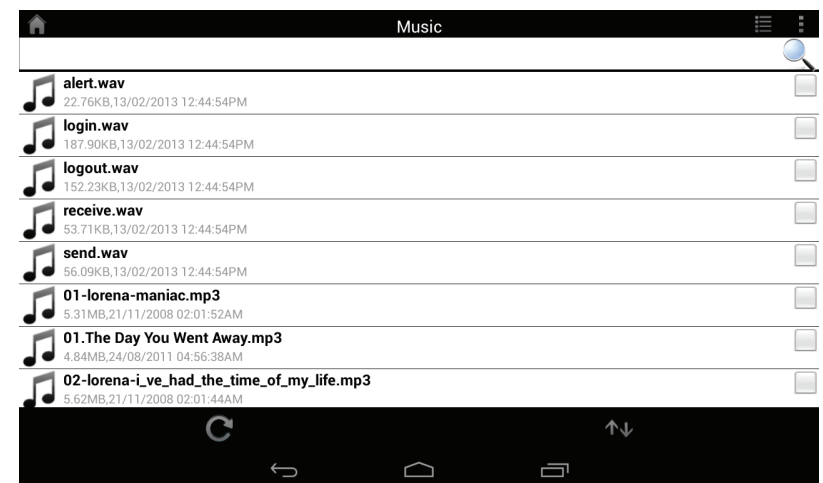 Music
alert.wav
22.76KB,13/02/2013 12:44:54PM
login.wav
187.90KB,13/02/2013 12:44:54PM
logout.wav
152.23KB,13/02/2013 12:44:54PM
receive.wav
53.71KB,13/02/2013 12:44:54PM
send.wav
56.09KB,13/02/2013 12:44:54PM
01-lorena-maniac.mp3
5.31MB,21/11/2008 02:01:52AM
01.The Day You Went Away.mp3
4.84MB,24/08/2011 04:56:38AM
02-lorena-i_ve_had_the_time_of_my_life.mp3
5.62MB,21/11/2008 02:01:44AM